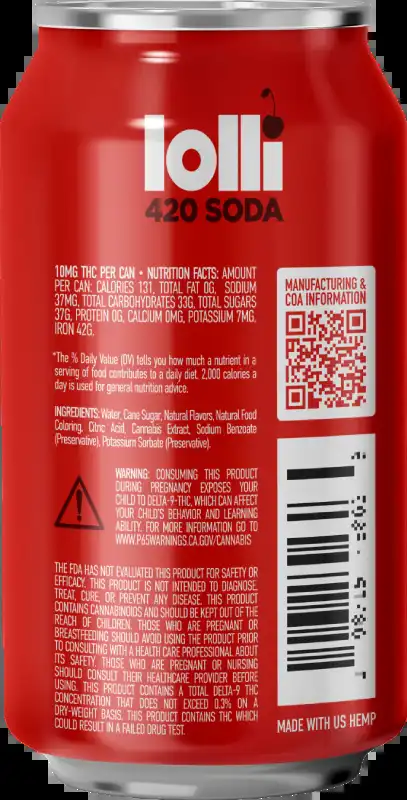 lolli
420 SODA
10MG THC PER CAN • NUTRITION FACTS: AMOUNT
PER CAN: CALORIES 131, TOTAL FAT 0G, SODIUM
37MG, TOTAL CARBOHYDRATES 33G, TOTAL SUGARS
37G, PROTEIN 0G, CALCIUM 0MG, POTASSIUM 7MG,
IRON 42G.
*The % Daily Value (DV) tells you how much a nutrient in a
serving of food contributes to a daily diet. 2,000 calories a
day is used for general nutrition advice.
INGREDIENTS: Water, Cane Sugar, Natural Flavors, Natural Food
Coloring, Citric Acid, Cannabis Extract, Sodium Benzoate
(Preservative), Potassium Sorbate (Preservative).
WARNING: CONSUMING THIS PRODUCT
DURING PREGNANCY EXPOSES YOUR
CHILD TO DELTA-9-THC, WHICH CAN AFFECT
YOUR CHILD'S BEHAVIOR AND LEARNING
ABILITY. FOR MORE INFORMATION GO TO
WWW.P65WARNINGS.CA.GOV/CANNABIS
THE FDA HAS NOT EVALUATED THIS PRODUCT FOR SAFETY OR
EFFICACY. THIS PRODUCT IS NOT INTENDED TO DIAGNOSE,
TREAT, CURE, OR PREVENT ANY DISEASE. THIS PRODUCT
CONTAINS CANNABINOIDS AND SHOULD BE KEPT OUT OF THE
REACH OF CHILDREN. THOSE WHO ARE PREGNANT OR
BREASTFEEDING SHOULD AVOID USING THE PRODUCT PRIOR
TO CONSULTING WITH A HEALTH CARE PROFESSIONAL ABOUT
ITS SAFETY. THOSE WHO ARE PREGNANT OR NURSING
SHOULD CONSULT THEIR HEALTHCARE PROVIDER BEFORE
USING. THIS PRODUCT CONTAINS A TOTAL DELTA-9 THC
CONCENTRATION THAT DOES NOT EXCEED 0.3% ON A
DRY-WEIGHT BASIS. THIS PRODUCT CONTAINS THC WHICH
COULD RESULT IN A FAILED DRUG TEST.
MANUFACTURING &
COA INFORMATION
MADE WITH US HEMP